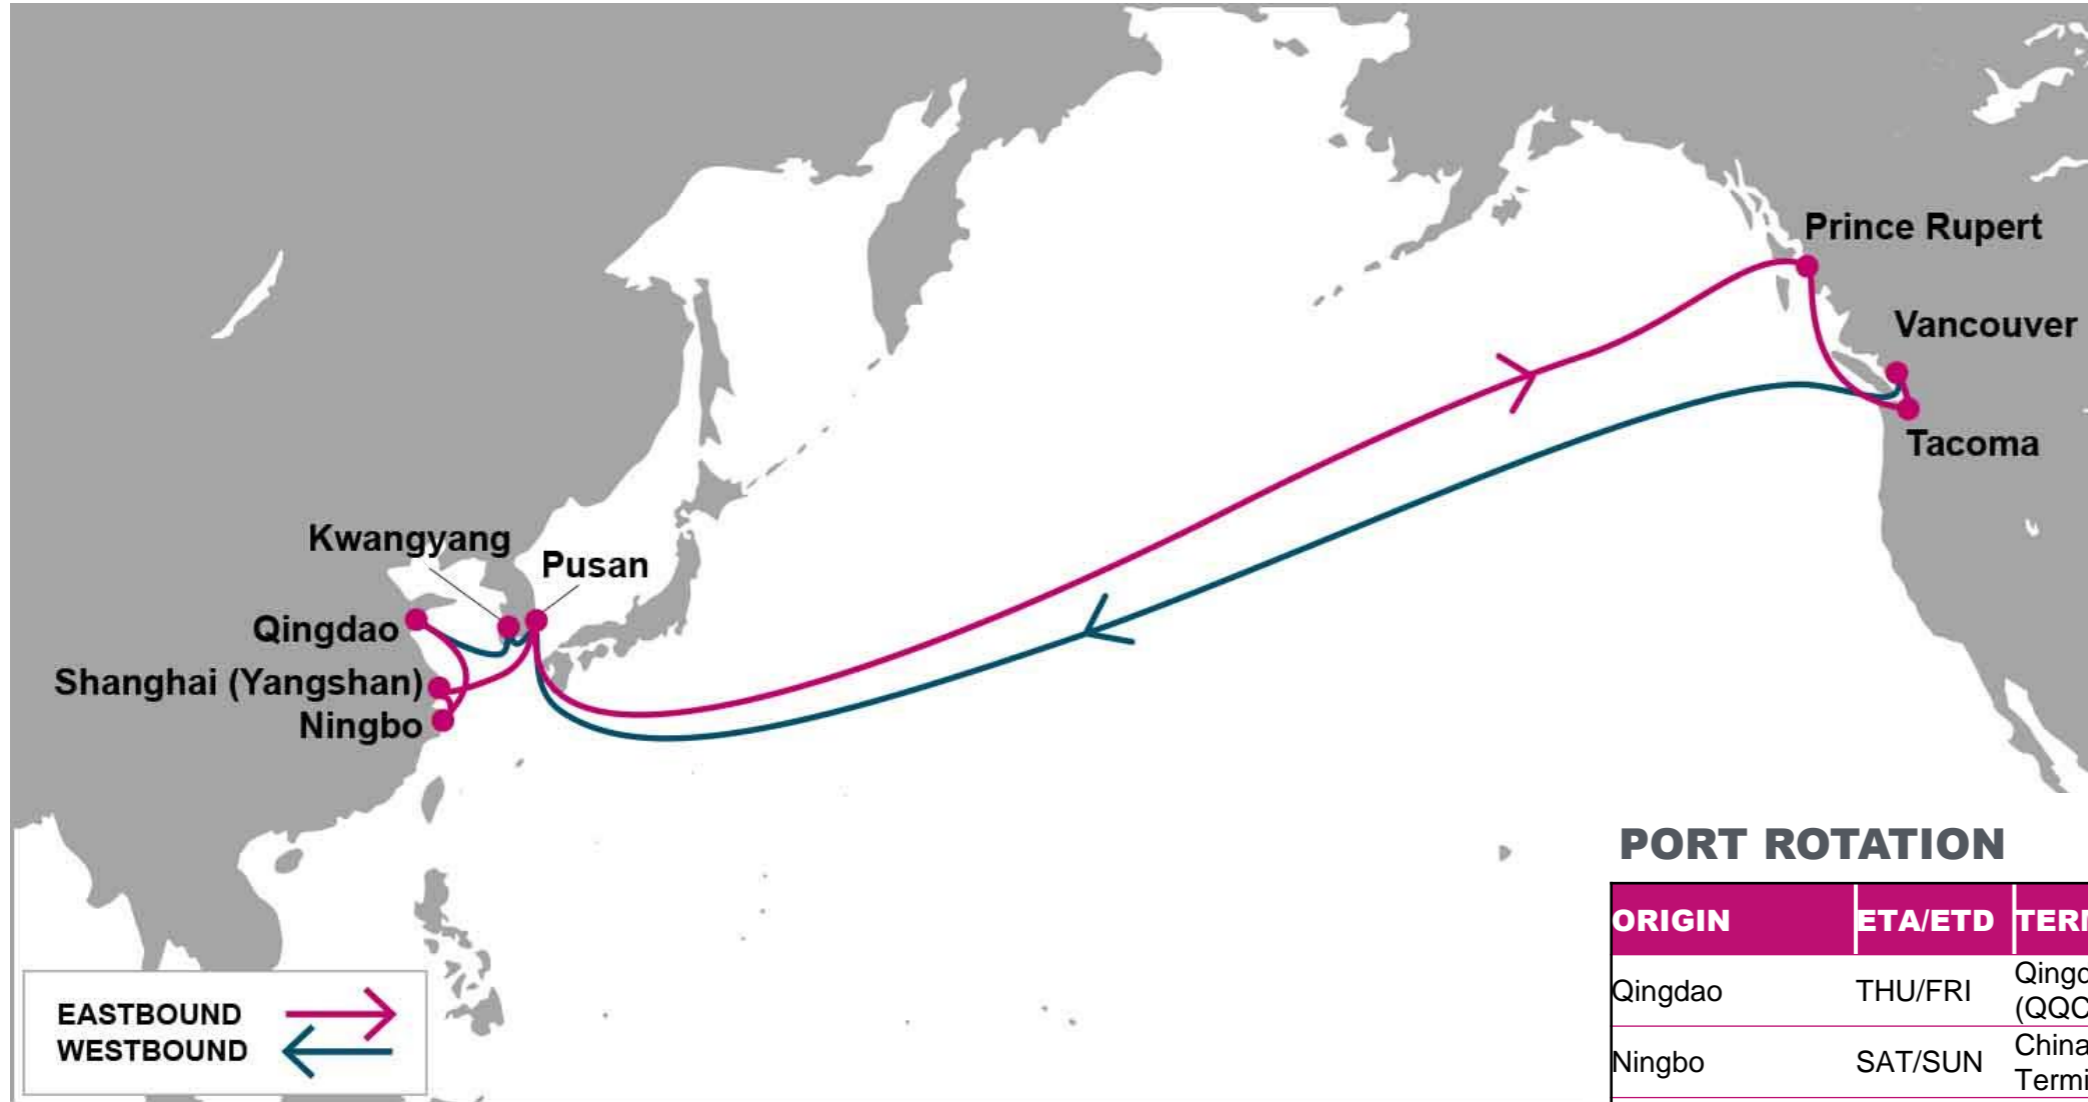 Prince Rupert
Vancouver
Tacoma
Kwangyang
Pusan
Qingdao
Shanghai (Yangshan)
Ningbo
EASTBOUND
WESTBOUND
PORT ROTATION
ORIGIN ETA/ETD
Qingdao THU/FRI
Ningbo SAT/SUN China